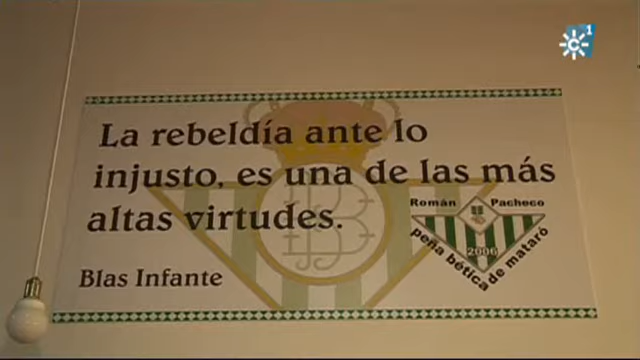 La rebeldía ante lo
injusto, es una de las más
altas virtudes.
Blas Infante
Román Pacheco
2006
peña bética de mataró
1